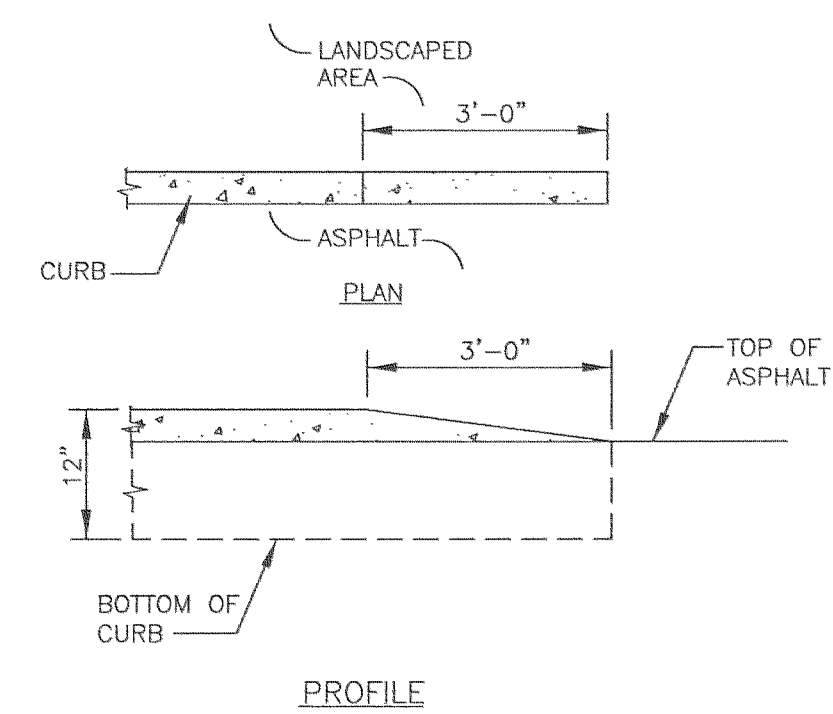 LANDSCAPED
AREA
3'-0"
ASPHALT
CURB
PLAN
3'-0"
TOP OF
ASPHALT
12"
BOTTOM OF
CURB
PROFILE